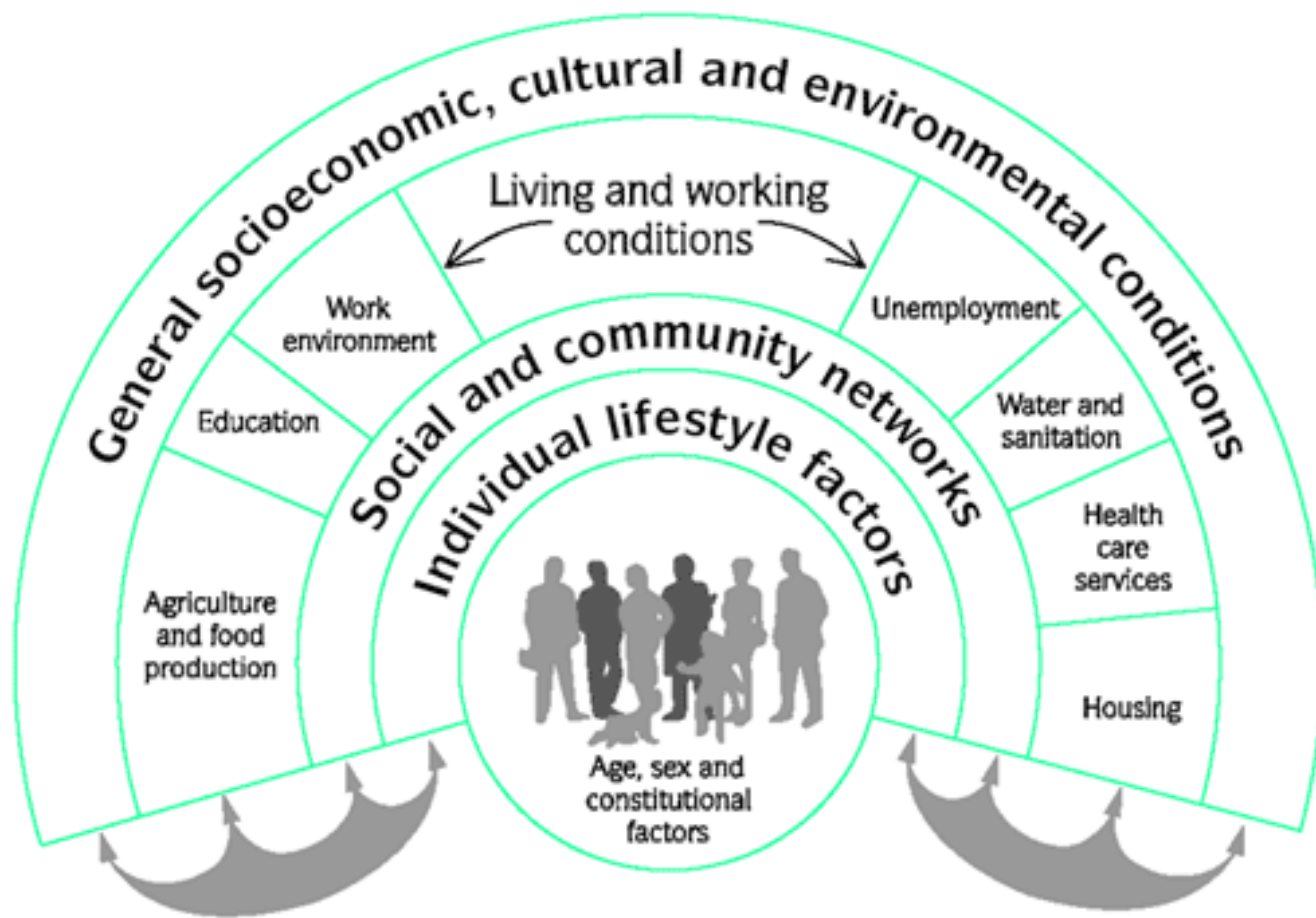 General socioeconomic, cultural and environmental conditions
Living and working
conditions
Work
environment
Unemployment
Education
Water and
sanitation
Agriculture
and food
production
Health
care
services
Housing
Social and community networks
Individual lifestyle factors
Age, sex and
constitutional
factors